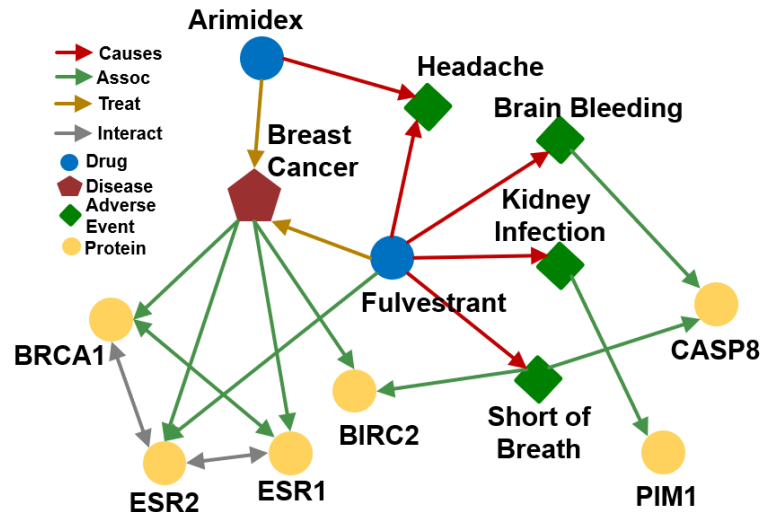 Arimidex
Causes
Assoc
Treat
Interact
Drug
Disease
Adverse
Event
Protein
Headache
Brain Bleeding
Breast
Cancer
Kidney
Infection
Fulvestrant
BRCA1
CASP8
BIRC2
Short of
Breath
ESR2
ESR1
PIM1